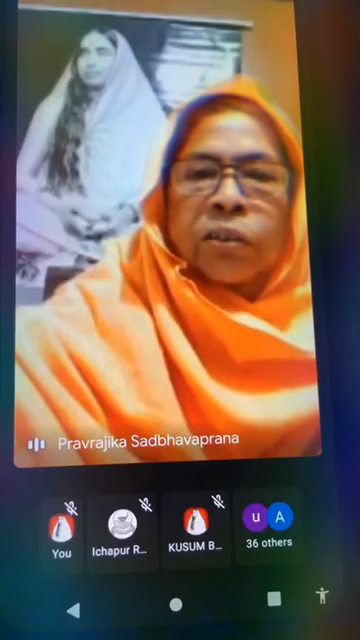 Pravrajika Sadbhavaprana
You
Ichapur R...
KUSUM B...
u A
36 others